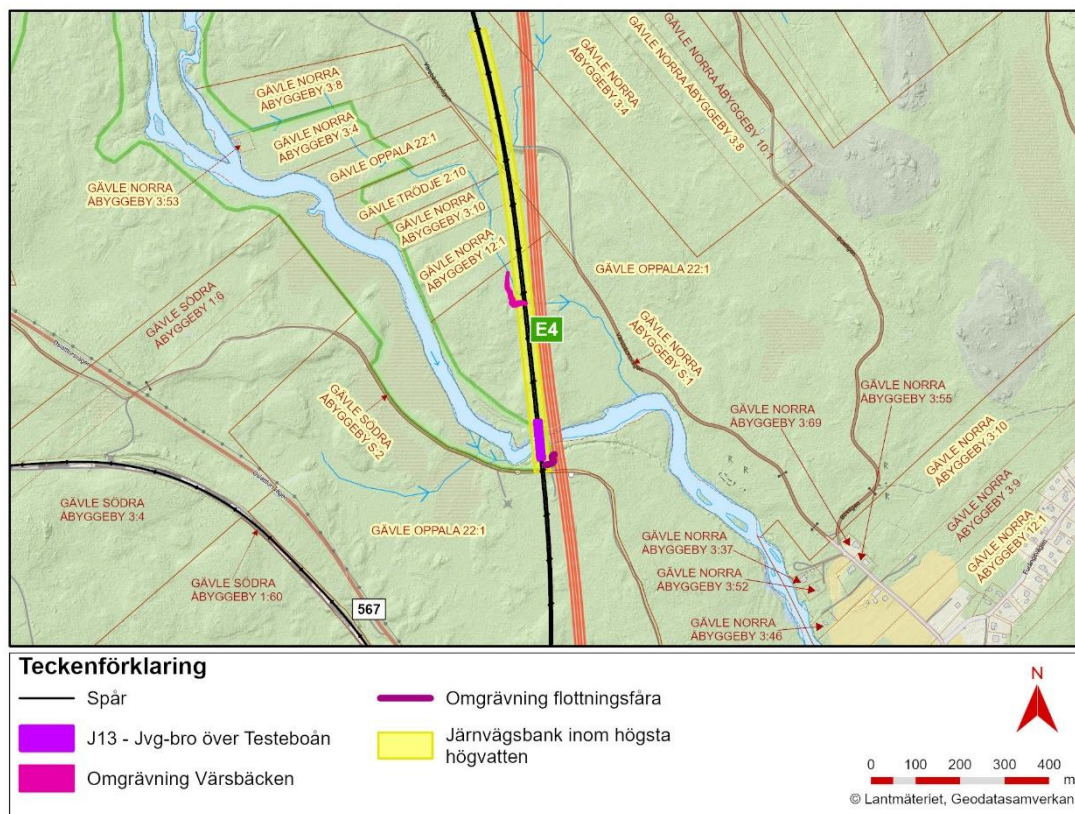 GÄVLE NORRA
ÅBYGGEBY 3:8
GÄVLE NORRA
ÅBYGGEBY 3:4
GÄVLE OPPALA 22:1
GÄVLE TRÖDJE 2:10
GÄVLE NORRA
ÅBYGGEBY 3:10
GÄVLE NORRA
ÅBYGGEBY 12:1
GÄVLE NORRA
ÅBYGGEBY 3:53
GÄVLE NORRA
ÅBYGGEBY 3:4
GÄVLE NORRA
ÅBYGGEBY 3:8
GÄVLE NORRA ÅBYGGEBY 10:1
GÄVLE OPPALA 22:1
E4
GÄVLE NORRA
ÅBYGGEBY S:1
GÄVLE SÖDRA
ÅBYGGEBY 1:6
GÄVLE SÖDRA
ÅBYGGEBY S:2
GÄVLE NORRA
ÅBYGGEBY 3:55
GÄVLE NORRA
ÅBYGGEBY 3:69
GÄVLE NORRA
ÅBYGGEBY 3:10
GÄVLE NORRA
ÅBYGGEBY 3:9
GÄVLE NORRA
ÅBYGGEBY 12:1
GÄVLE SÖDRA
ÅBYGGEBY 3:4
GÄVLE OPPALA 22:1
GÄVLE SÖDRA
ÅBYGGEBY 1:60
567
GÄVLE NORRA
ÅBYGGEBY 3:37
GÄVLE NORRA
ÅBYGGEBY 3:52
GÄVLE NORRA
ÅBYGGEBY 3:46
Teckenförklaring
Spår
J13 - Jvg-bro över Testeboån
Omgrävning Värsbäcken
Omgrävning flottningsfåra
Järnvägsbank inom högsta
högvatten
N
0 100 200 300 400
m
© Lantmäteriet, Geodatasamverkan